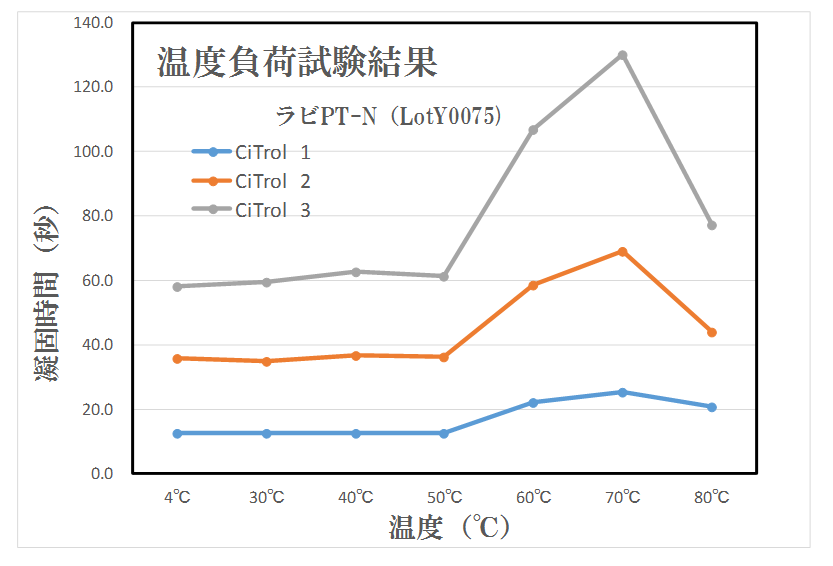 温度負荷試験結果
ラビPT-N（LotY0075）
CiTrol 1
CiTrol 2
CiTrol 3
凝固時間（秒）
140.0
120.0
100.0
80.0
60.0
40.0
20.0
0.0
4℃ 30℃ 40℃ 50℃ 60℃ 70℃ 80℃
温度（℃）